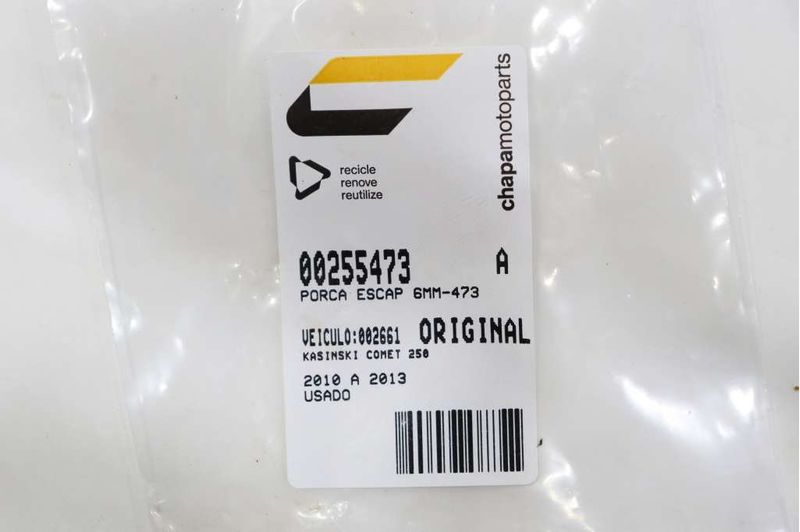 chapamotoparts
recicle
renove
reutilize
00255473 A
PORCA ESCAP 6MM-473
VEICULO:002661 ORIGINAL
KASINSKI COMET 250
2010 A 2013
USADO